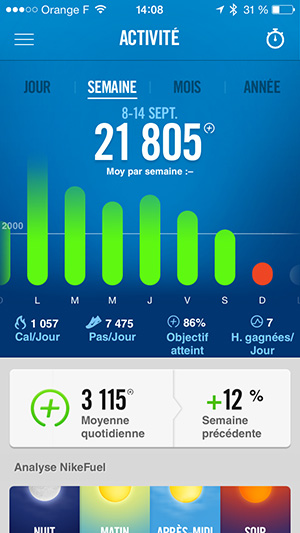 Orange F 14:08 31 %
ACTIVITÉ
JOUR SEMAINE MOIS ANNÉE
8-14 SEPT.
21 805
Moy par semaine :–
2000
L M M J V S D
1 057 7 475 86% 7
Cal/Jour Pas/Jour Objectif atteint H. gagnées/Jour
3 115 +12 %
Moyenne quotidienne Semaine précédente
Analyse NikeFuel
NUIT MATIN APRÈS-MIDI SOIR